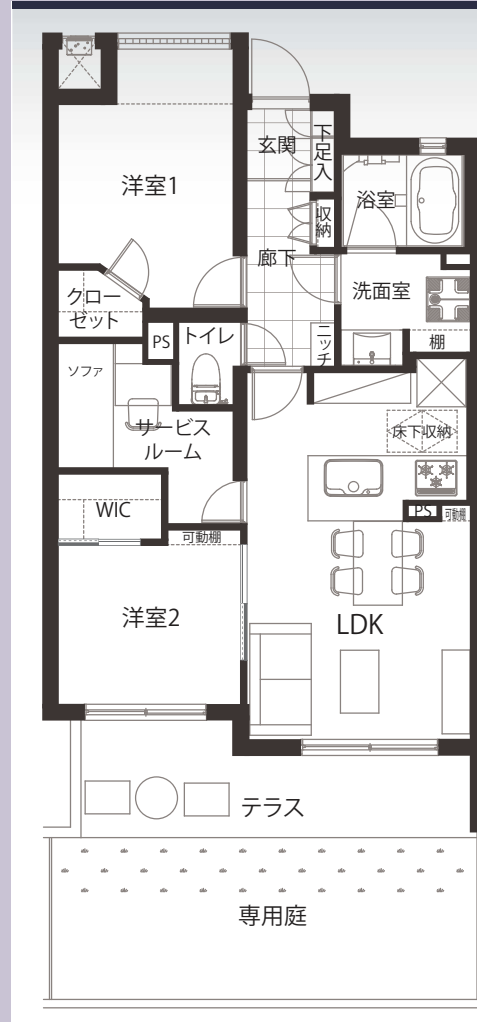 玄関
下足入
洋室1
浴室
収納
廊下
洗面室
クロー
ゼット
PS
トイレ
ニッチ
棚
ソファ
サービス
ルーム
床下収納
WIC
PS
可動棚
可動棚
洋室2
LDK
テラス
専用庭